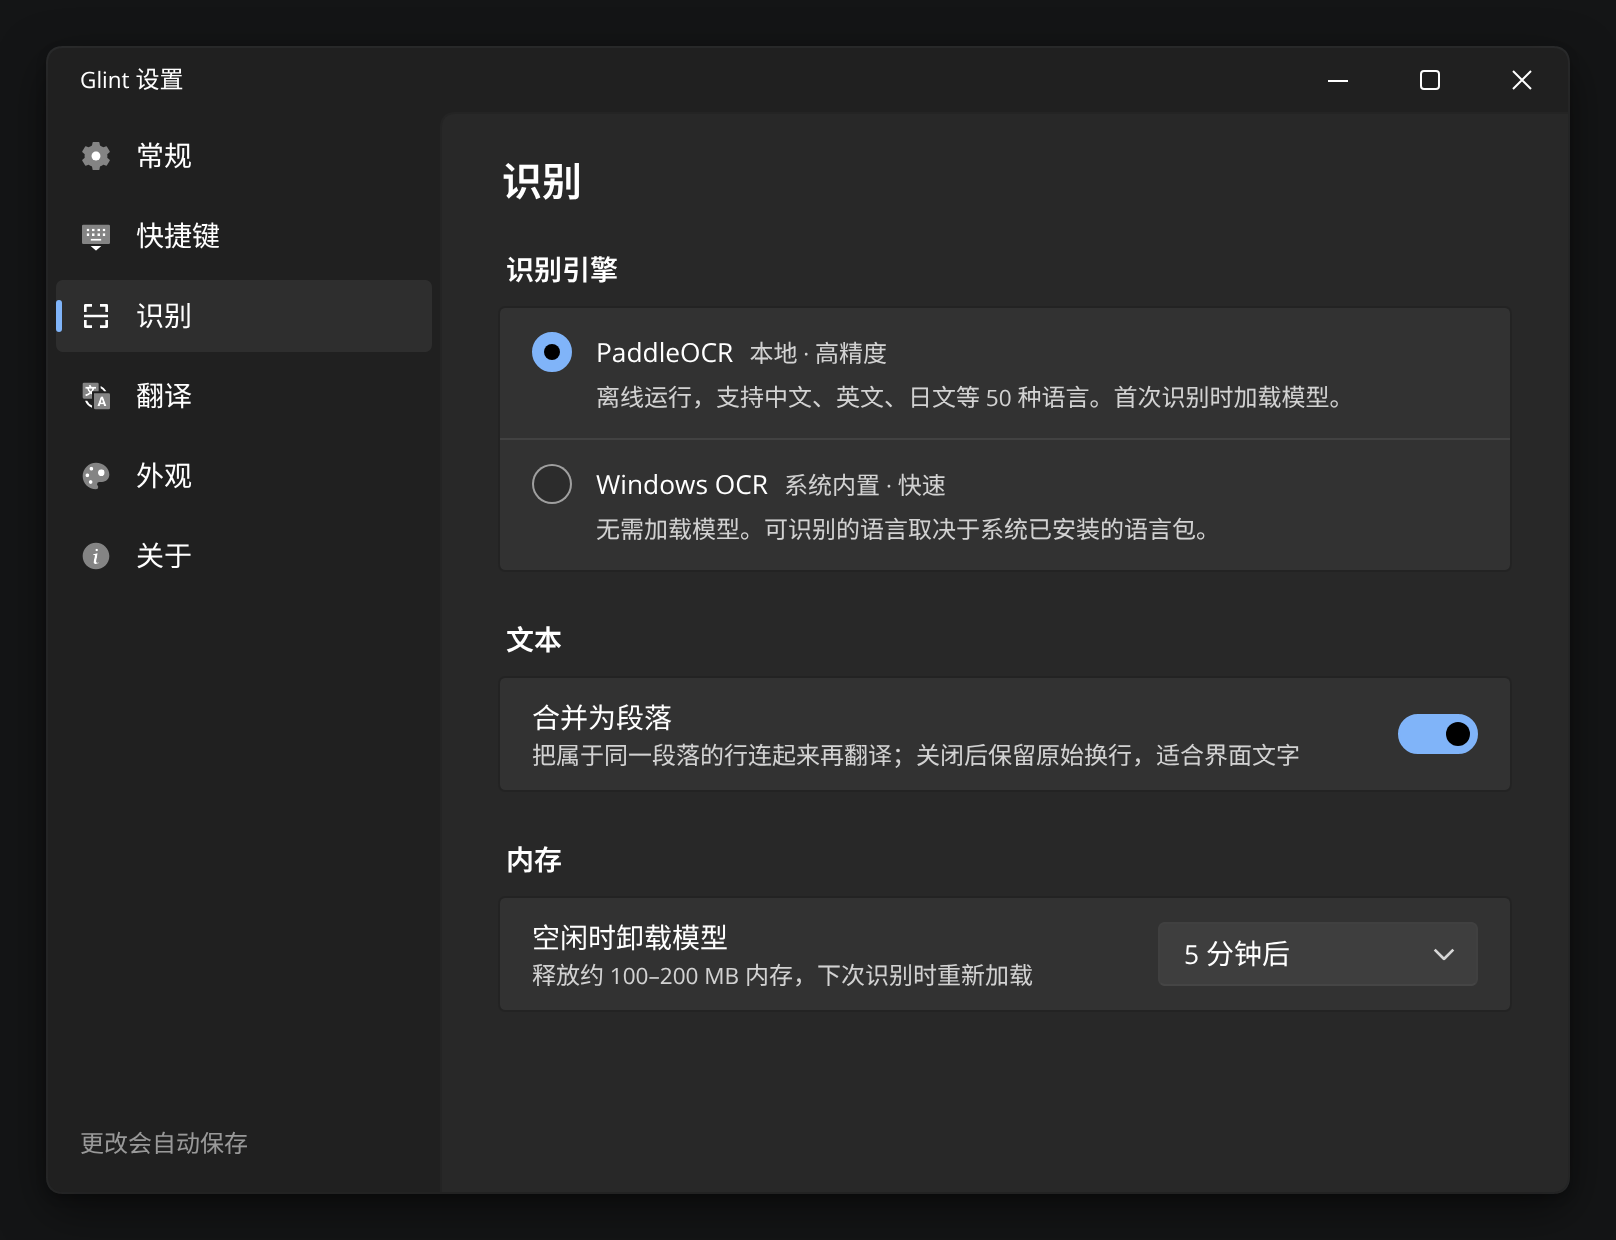 Glint 设置
常规
快捷键
识别
翻译
外观
关于
更改会自动保存
识别
识别引擎
PaddleOCR 本地 · 高精度
离线运行，支持中文、英文、日文等 50 种语言。首次识别时加载模型。
Windows OCR 系统内置 · 快速
无需加载模型。可识别的语言取决于系统已安装的语言包。
文本
合并为段落
把属于同一段落的行连起来再翻译；关闭后保留原始换行，适合界面文字
内存
空闲时卸载模型
释放约 100–200 MB 内存，下次识别时重新加载
5 分钟后